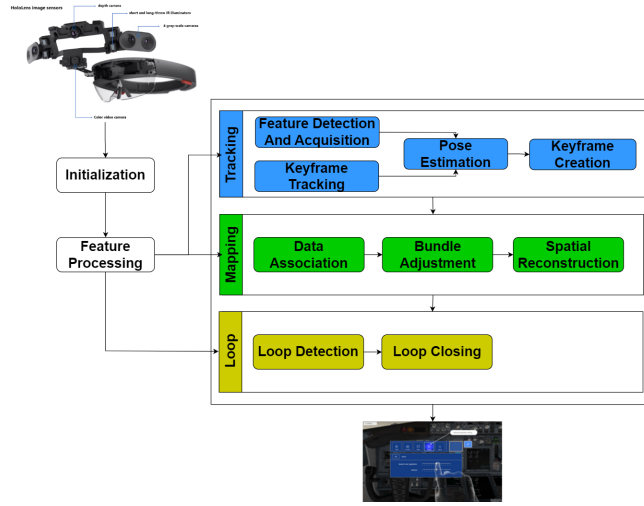 HoloLens image sensors
depth camera
short and long-throw IR illuminators
4 gray-scale cameras
Color video camera
Initialization
Feature
Processing
Tracking
Feature Detection
And Acquisition
Keyframe
Tracking
Pose
Estimation
Keyframe
Creation
Mapping
Data
Association
Bundle
Adjustment
Spatial
Reconstruction
Loop
Loop Detection
Loop Closing